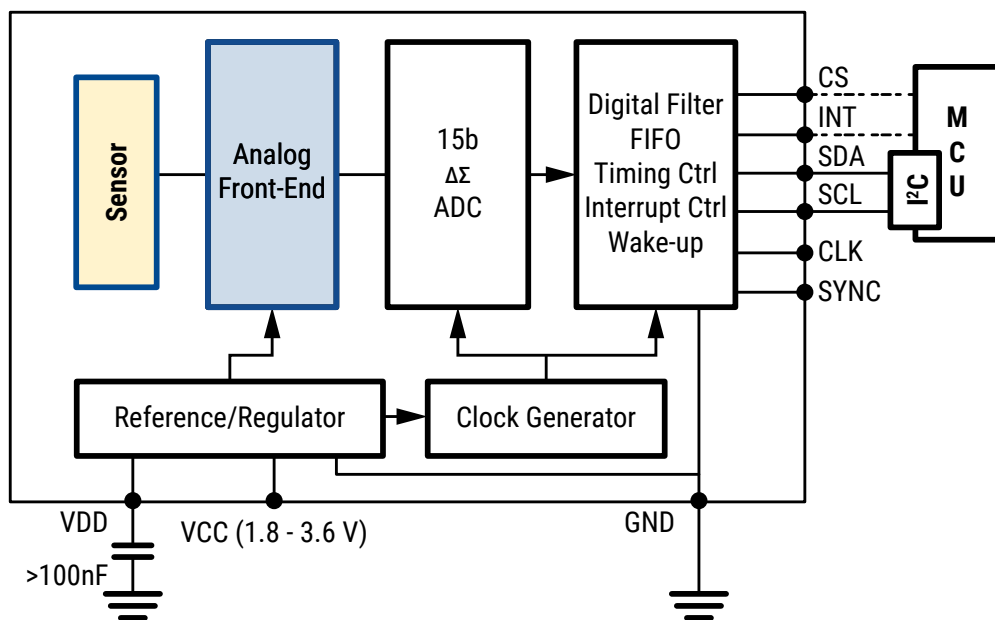 Sensor
Analog
Front-End
15b
ΔΣ
ADC
Digital Filter
FIFO
Timing Ctrl
Interrupt Ctrl
Wake-up
CS
INT
SDA
SCL
CLK
SYNC
I²C
M
C
U
Reference/Regulator
Clock Generator
VDD
VCC (1.8 - 3.6 V)
GND
>100nF